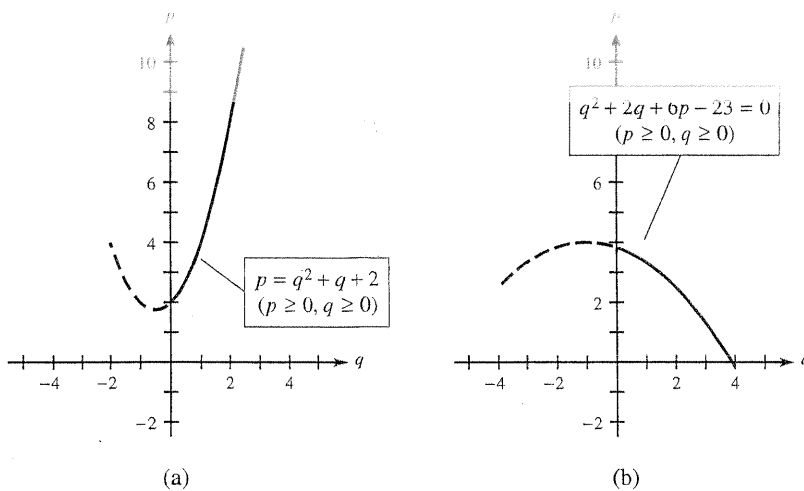 p
10
8
6
4
2
-4
-2
2
4
q
-2
p = q² + q + 2
(p ≥ 0, q ≥ 0)
(a)
p
10
q² + 2q + 6p − 23 = 0
(p ≥ 0, q ≥ 0)
6
4
2
-4
-2
2
4
-2
(b)